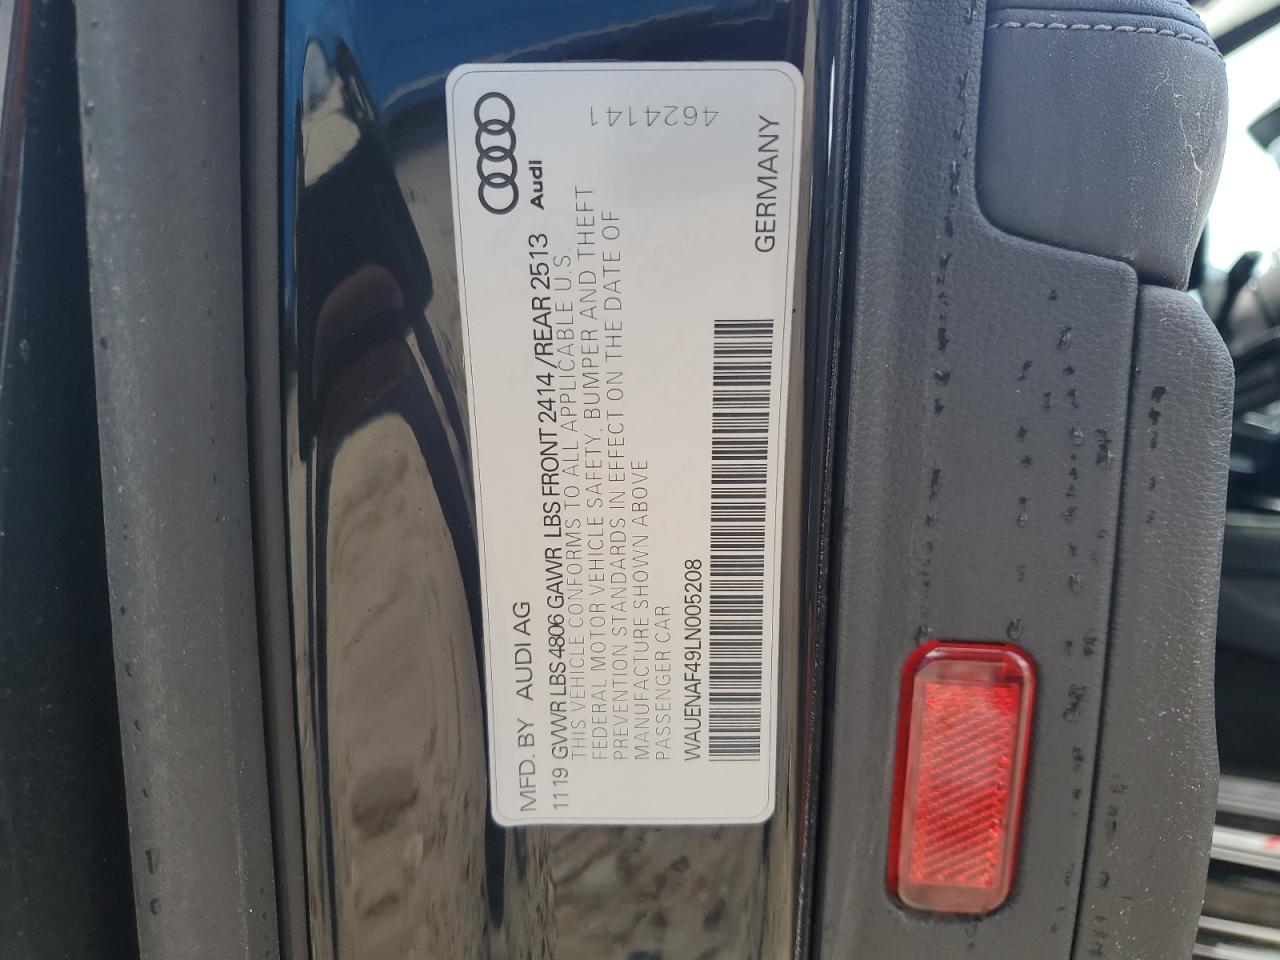 MFD. BY AUDI AG
Audi
11 19 GVWR LBS 4806 GAWR LBS FRONT 2414 /REAR 2513
THIS VEHICLE CONFORMS TO ALL APPLICABLE U.S.
FEDERAL MOTOR VEHICLE SAFETY, BUMPER AND THEFT
PREVENTION STANDARDS IN EFFECT ON THE DATE OF
MANUFACTURE SHOWN ABOVE
PASSENGER CAR
4624141
WAUENAF49LN005208
GERMANY